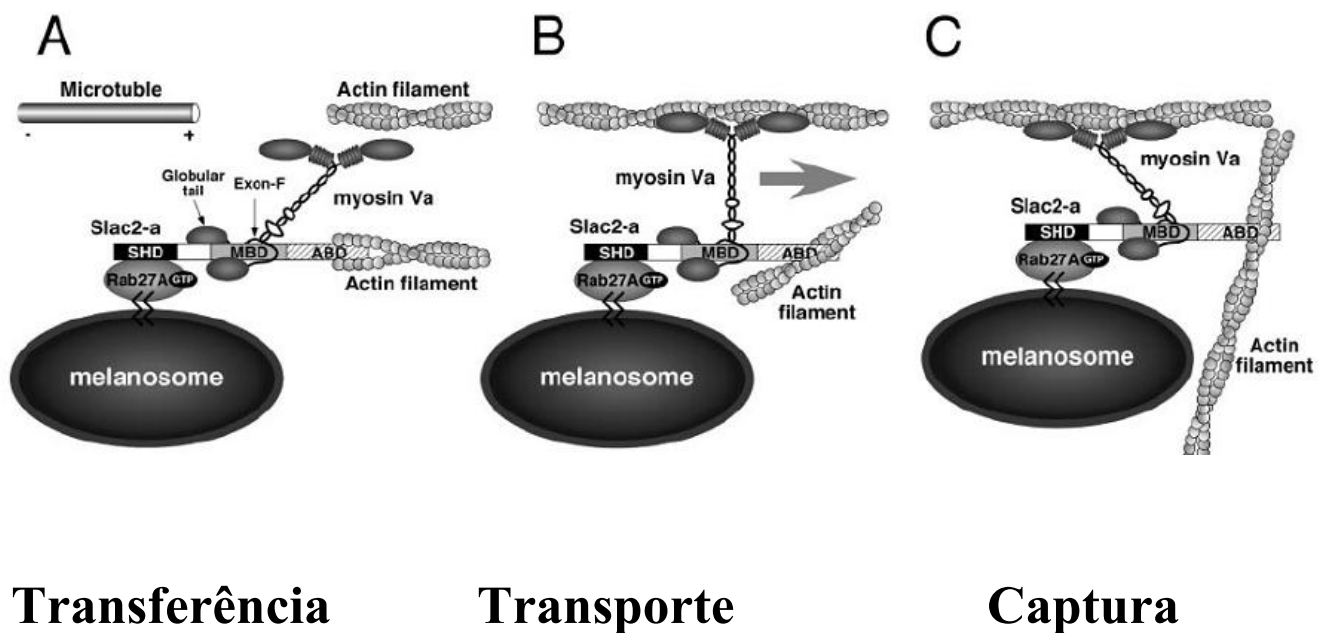 A
Microtuble
- +
Actin filament
Globular
tail
Exon-F
myosin Va
Slac2-a
SHD MBD ABD
Rab27A GTP
Actin filament
melanosome
B
myosin Va
Slac2-a
SHD MBD ABD
Rab27A GTP
Actin
filament
melanosome
C
myosin Va
Slac2-a
SHD MBD ABD
Rab27A GTP
melanosome
Actin
filament
Transferência Transporte Captura